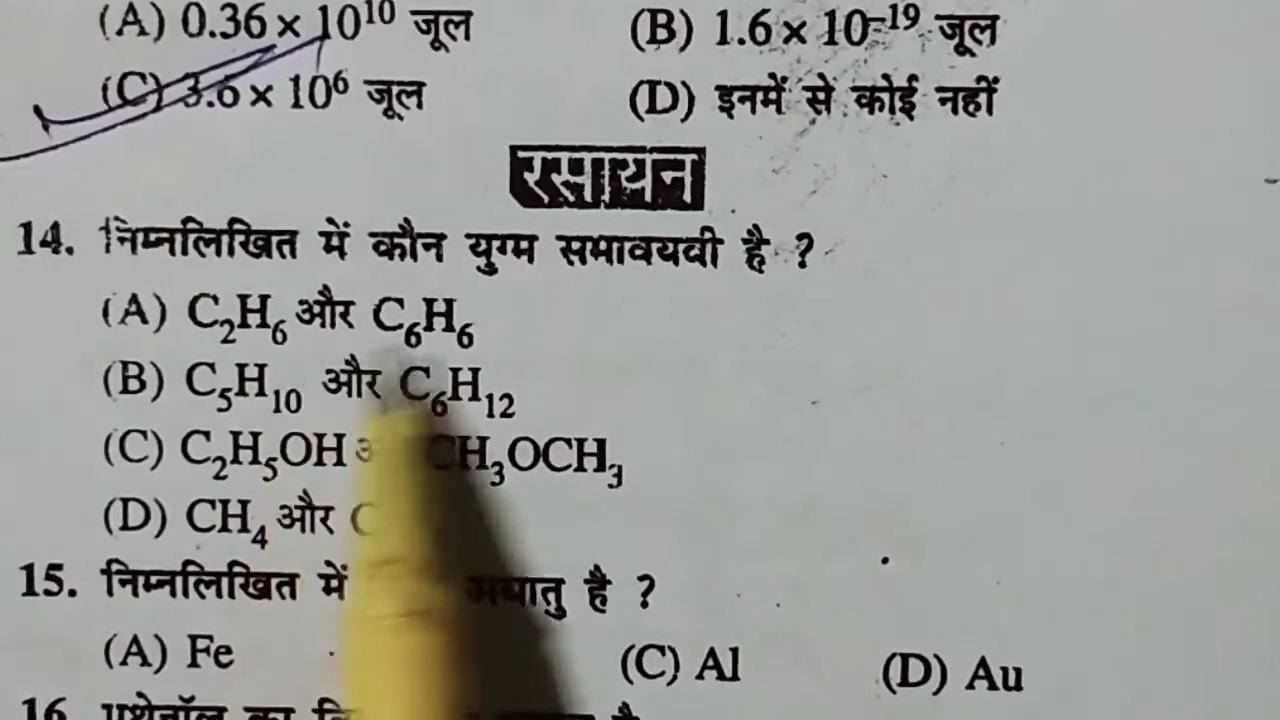 (A) 0.36 × 10¹⁰ जूल (B) 1.6 × 10⁻¹⁹ जूल
(C) 3.6 × 10⁶ जूल (D) इनमें से कोई नहीं
रसायन
14. निम्नलिखित में कौन युग्म समावयवी है ?
(A) C₂H₆ और C₆H₆
(B) C₅H₁₀ और C₆H₁₂
(C) C₂H₅OH CH₃OCH₃
(D) CH₄ और C
15. निम्नलिखित में है ?
(A) Fe (C) Al (D) Au
16.